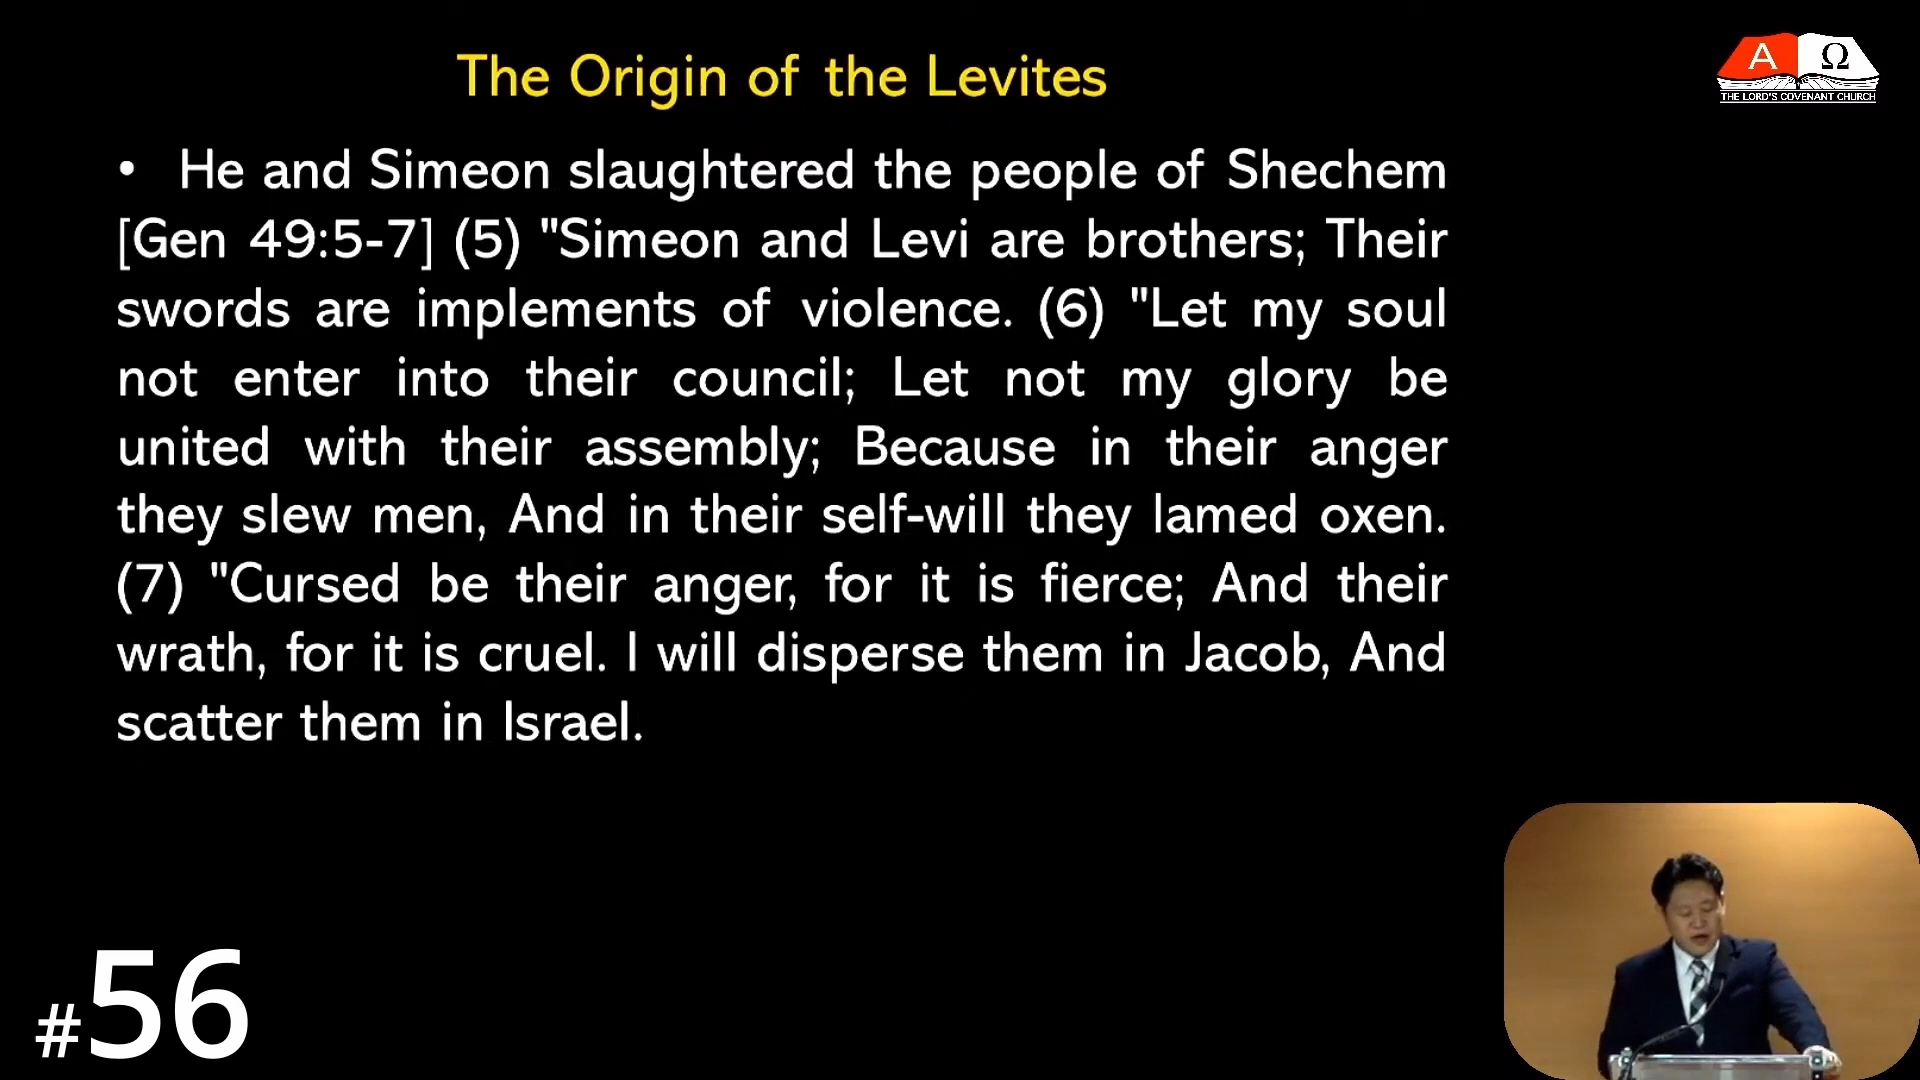 The Origin of the Levites
A Ω
THE LORD'S COVENANT CHURCH
• He and Simeon slaughtered the people of Shechem
[Gen 49:5-7] (5) "Simeon and Levi are brothers; Their
swords are implements of violence. (6) "Let my soul
not enter into their council; Let not my glory be
united with their assembly; Because in their anger
they slew men, And in their self-will they lamed oxen.
(7) "Cursed be their anger, for it is fierce; And their
wrath, for it is cruel. I will disperse them in Jacob, And
scatter them in Israel.
#56